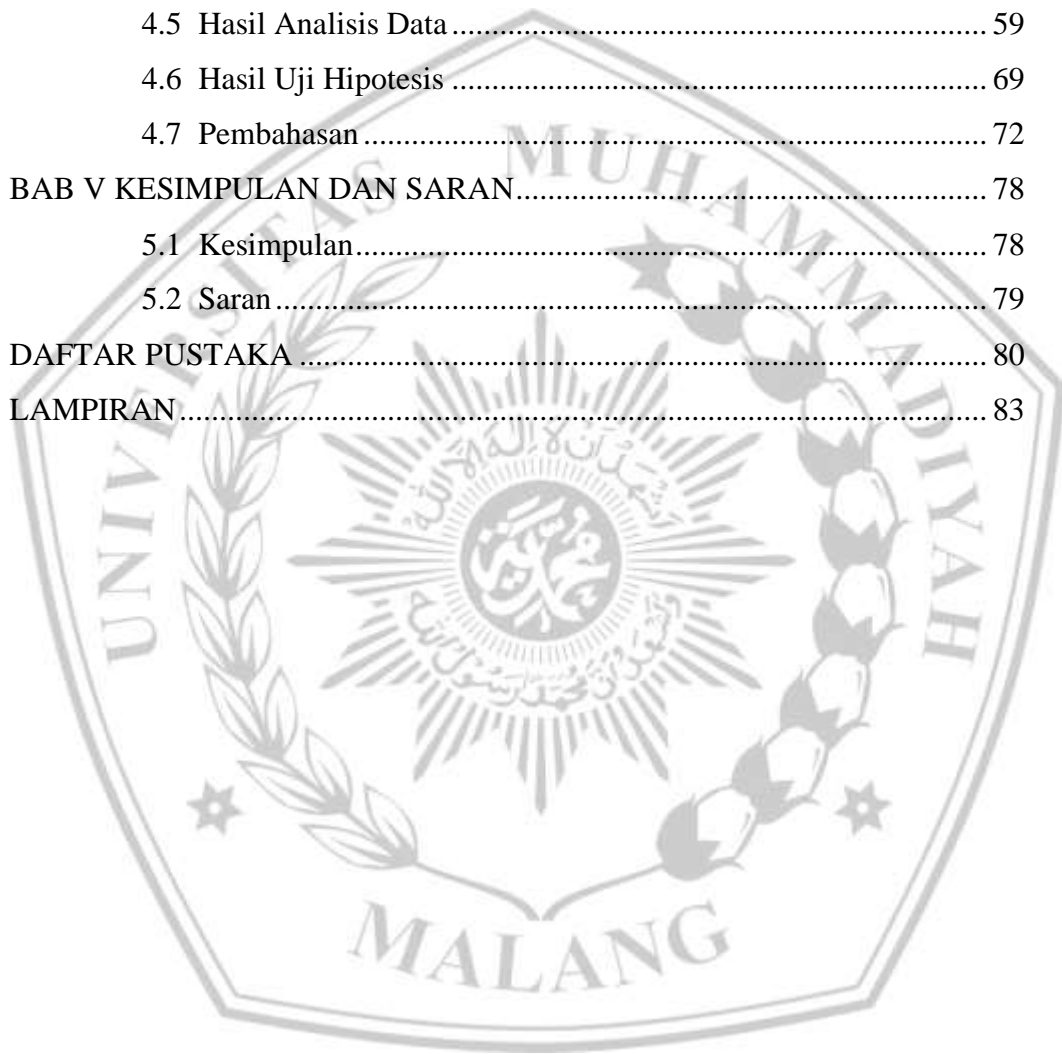 4.5 Hasil Analisis Data ........................................................................ 59
4.6 Hasil Uji Hipotesis ........................................................................ 69
4.7 Pembahasan ................................................................................. 72
BAB V KESIMPULAN DAN SARAN ............................................................ 78
5.1 Kesimpulan .................................................................................. 78
5.2 Saran ........................................................................................... 79
DAFTAR PUSTAKA .................................................................................. 80
LAMPIRAN ............................................................................................. 83
UNIVERSITAS MUHAMMADIYAH
MALANG